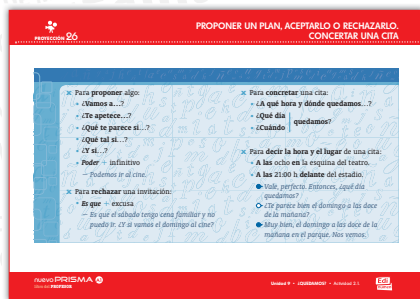 PROYECCIÓN 26
PROPONER UN PLAN, ACEPTARLO O RECHAZARLO.
CONCERTAR UNA CITA
× Para proponer algo:
• ¿Vamos a…?
• ¿Te apetece…?
• ¿Qué te parece si…?
• ¿Qué tal si…?
• ¿Y si…?
• Poder + infinitivo
– Podemos ir al cine.
× Para rechazar una invitación:
• Es que + excusa
– Es que el sábado tengo cena familiar y no
puedo ir. ¿Y si vamos el domingo al cine?
× Para concretar una cita:
• ¿A qué hora y dónde quedamos…?
• ¿Qué día
• ¿Cuándo
quedamos?
× Para decir la hora y el lugar de una cita:
• A las ocho en la esquina del teatro.
• A las 21:00 h delante del estadio.
Vale, perfecto. Entonces, ¿qué día
quedamos?
¿Te parece bien el domingo a las doce
de la mañana?
Muy bien, el domingo a las doce de la
mañana en el parque. Nos vemos.
nuevo PRISMA
PROFESOR
Unidad 9 • ¿QUEDAMOS? • Actividad 2.1.
Edi
numen